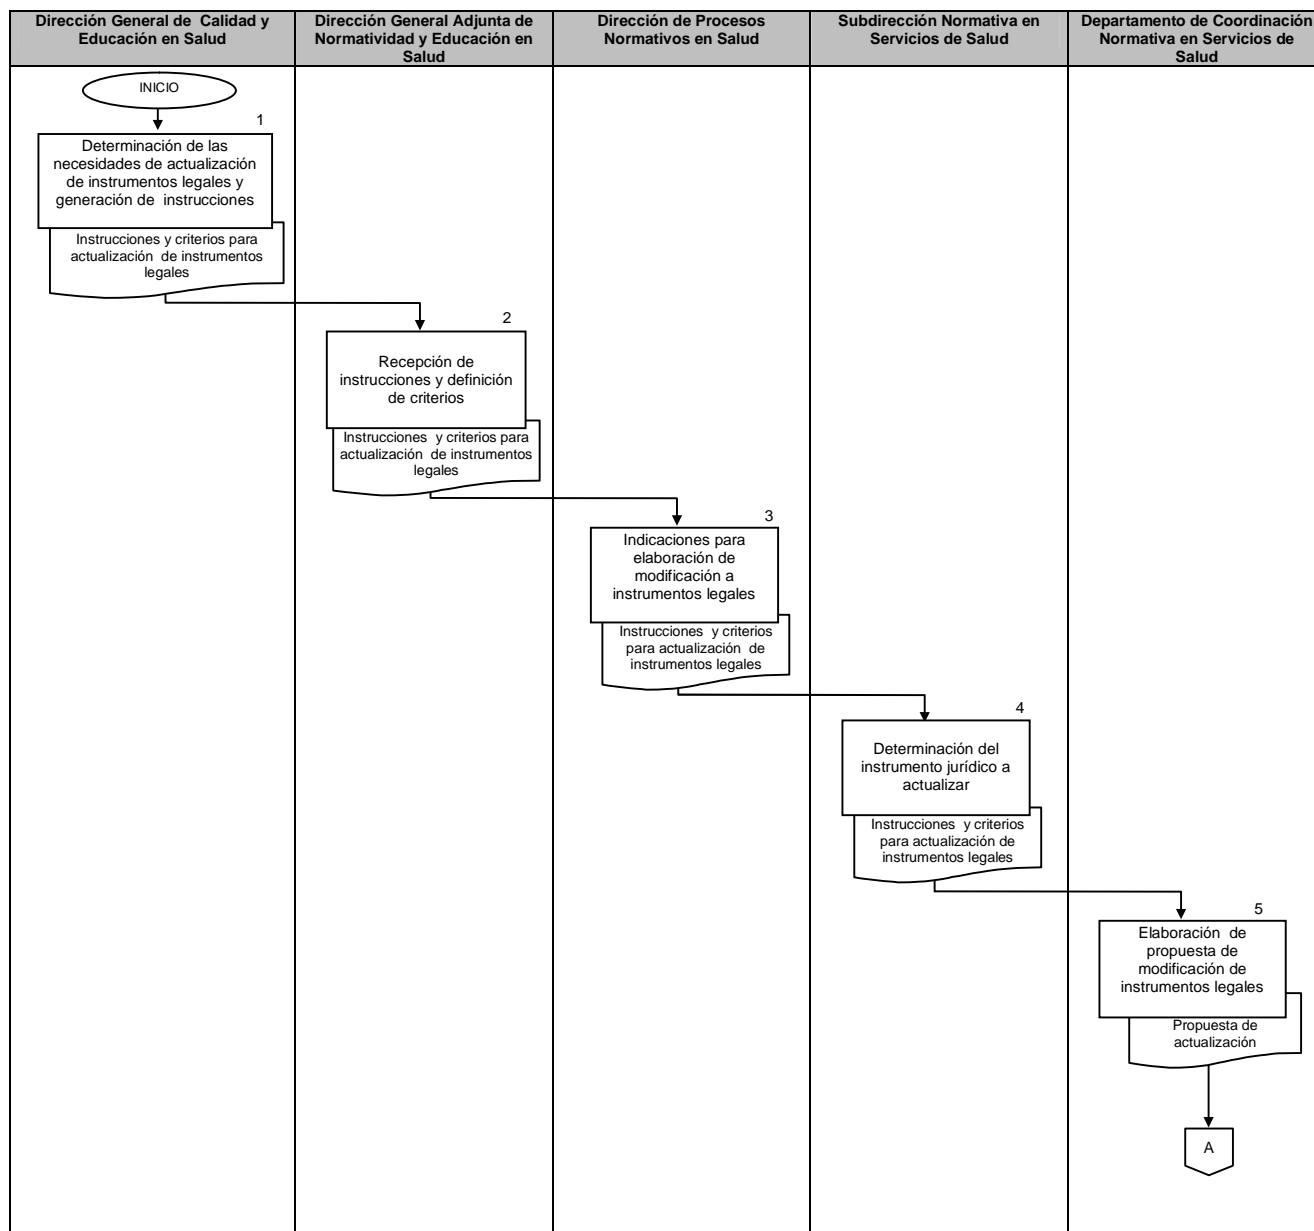 Dirección General de Calidad y
Educación en Salud
Dirección General Adjunta de
Normatividad y Educación en
Salud
Dirección de Procesos
Normativos en Salud
Subdirección Normativa en
Servicios de Salud
Departamento de Coordinación
Normativa en Servicios de
Salud
INICIO
1
Determinación de las
necesidades de actualización
de instrumentos legales y
generación de instrucciones
Instrucciones y criterios para
actualización de instrumentos
legales
2
Recepción de
instrucciones y definición
de criterios
Instrucciones y criterios para
actualización de instrumentos
legales
3
Indicaciones para
elaboración de
modificación a
instrumentos legales
Instrucciones y criterios
para actualización de
instrumentos legales
4
Determinación del
instrumento jurídico a
actualizar
Instrucciones y criterios
para actualización de
instrumentos legales
5
Elaboración de
propuesta de
modificación de
instrumentos legales
Propuesta de
actualización
A